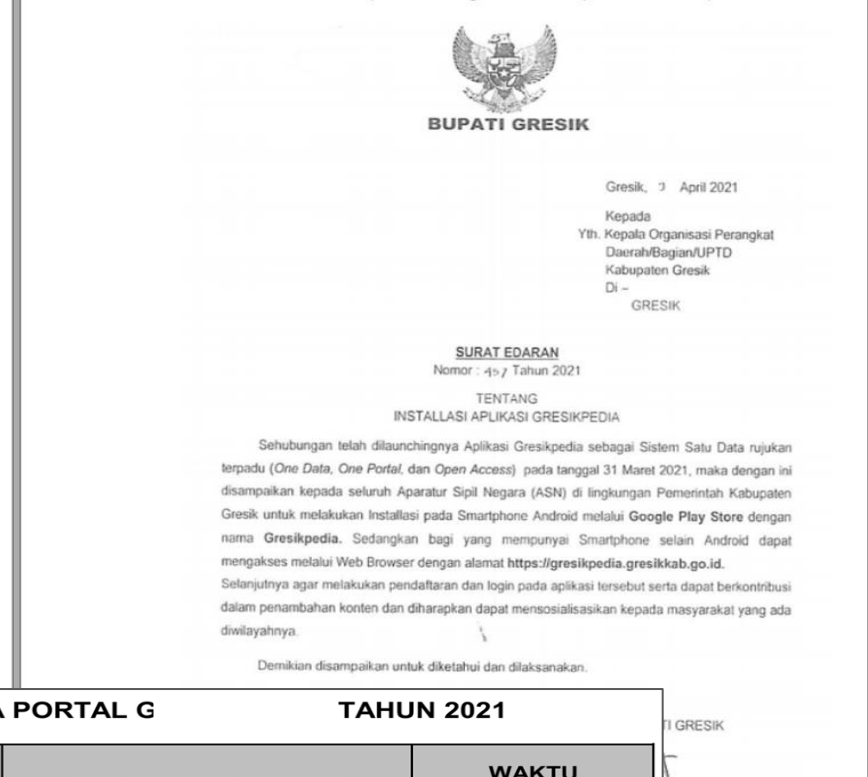 BUPATI GRESIK
Gresik, April 2021
Kepada
Yth. Kepala Organisasi Perangkat
Daerah/Bagian/UPTD
Kabupaten Gresik
Di –
GRESIK
SURAT EDARAN
Nomor : Tahun 2021
TENTANG
INSTALLASI APLIKASI GRESIKPEDIA
Sehubungan telah dilaunchingnya Aplikasi Gresikpedia sebagai Sistem Satu Data rujukan
terpadu (One Data, One Portal, dan Open Access) pada tanggal 31 Maret 2021, maka dengan ini
disampaikan kepada seluruh Aparatur Sipil Negara (ASN) di lingkungan Pemerintah Kabupaten
Gresik untuk melakukan Installasi pada Smartphone Android melalui Google Play Store dengan
nama Gresikpedia. Sedangkan bagi yang mempunyai Smartphone selain Android dapat
mengakses melalui Web Browser dengan alamat https://gresikpedia.gresikkab.go.id.
Selanjutnya agar melakukan pendaftaran dan login pada aplikasi tersebut serta dapat berkontribusi
dalam penambahan konten dan diharapkan dapat mensosialisasikan kepada masyarakat yang ada
diwilayahnya.
Demikian disampaikan untuk diketahui dan dilaksanakan.
A PORTAL G TAHUN 2021
TI GRESIK
WAKTU